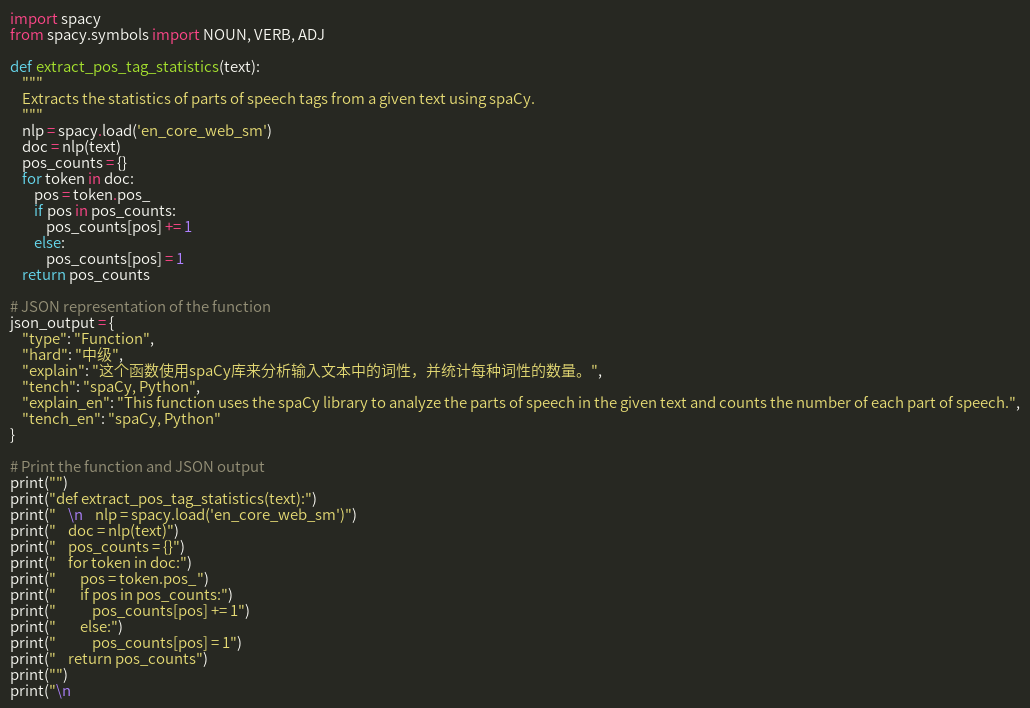 import spacy
from spacy.symbols import NOUN, VERB, ADJ

def extract_pos_tag_statistics(text):
    """
    Extracts the statistics of parts of speech tags from a given text using spaCy.
    """
    nlp = spacy.load('en_core_web_sm')
    doc = nlp(text)
    pos_counts = {}
    for token in doc:
        pos = token.pos_
        if pos in pos_counts:
            pos_counts[pos] += 1
        else:
            pos_counts[pos] = 1
    return pos_counts

# JSON representation of the function
json_output = {
    "type": "Function",
    "hard": "中级",
    "explain": "这个函数使用spaCy库来分析输入文本中的词性，并统计每种词性的数量。",
    "tench": "spaCy, Python",
    "explain_en": "This function uses the spaCy library to analyze the parts of speech in the given text and counts the number of each part of speech.",
    "tench_en": "spaCy, Python"
}

# Print the function and JSON output
print("")
print("def extract_pos_tag_statistics(text):")
print("    \n    nlp = spacy.load('en_core_web_sm')")
print("    doc = nlp(text)")
print("    pos_counts = {}")
print("    for token in doc:")
print("        pos = token.pos_")
print("        if pos in pos_counts:")
print("            pos_counts[pos] += 1")
print("        else:")
print("            pos_counts[pos] = 1")
print("    return pos_counts")
print("")
print("\n